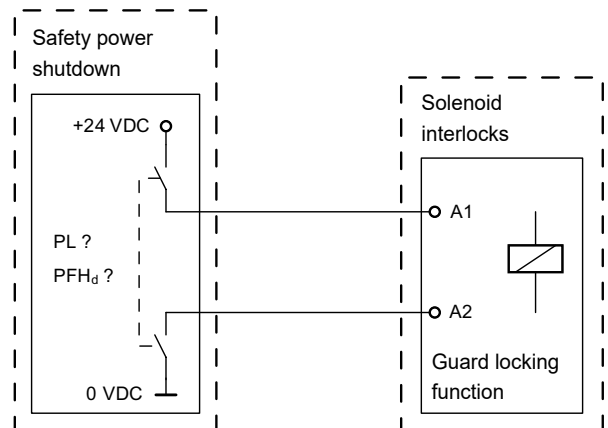 Safety power
shutdown
+24 VDC
PL ?
PFHd ?
0 VDC
Solenoid
interlocks
A1
A2
Guard locking
function